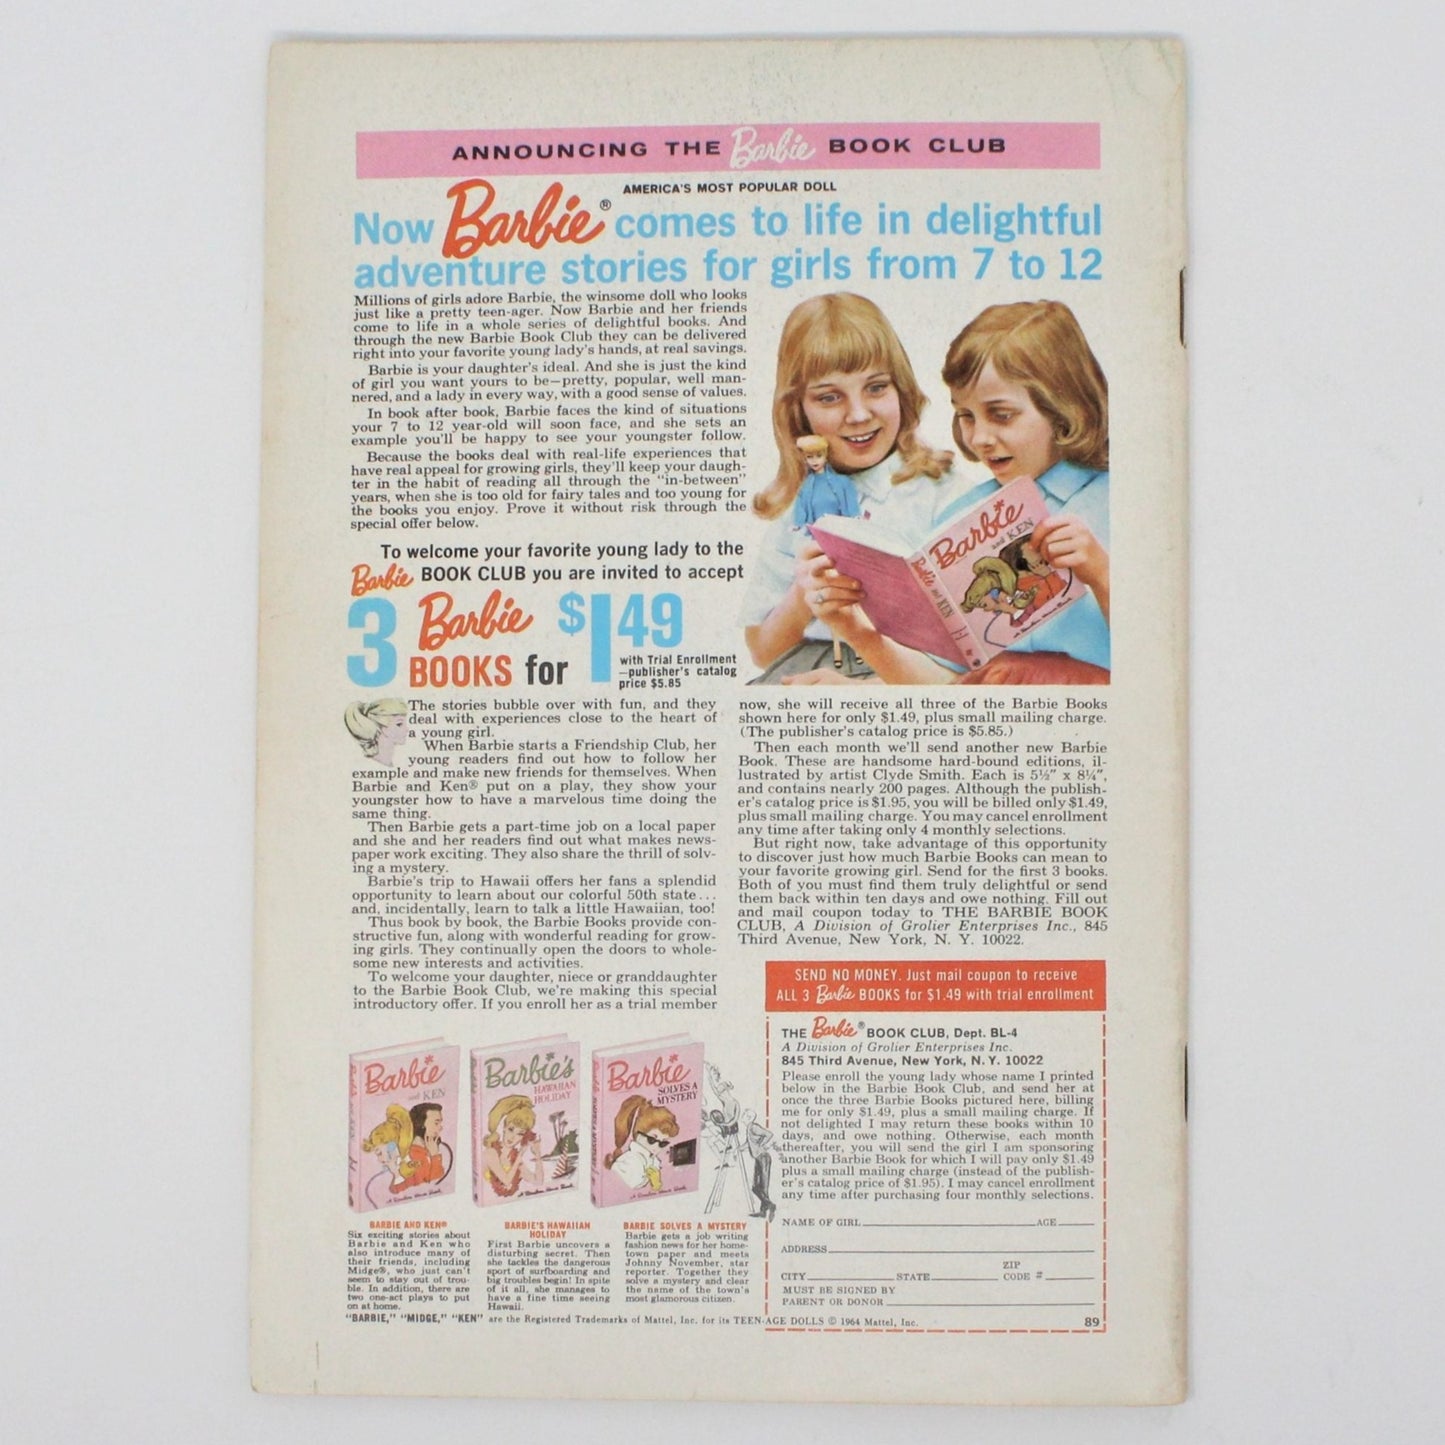 ANNOUNCING THE Barbie BOOK CLUB
AMERICA'S MOST POPULAR DOLL
Now Barbie® comes to life in delightful
adventure stories for girls from 7 to 12
Millions of girls adore Barbie, the winsome doll who looks
just like a pretty teen-ager. Now Barbie and her friends
come to life in a whole series of delightful books. And
through the new Barbie Book Club they can be delivered
right into your favorite young lady's hands, at real savings.
Barbie is your daughter's ideal. And she is just the kind
of girl you want yours to be—pretty, popular, well man-
nered, and a lady in every way, with a good sense of values.
In book after book, Barbie faces the kind of situations
your 7 to 12 year-old will soon face, and she sets an
example you'll be happy to see your youngster follow.
Because the books deal with real-life experiences that
have real appeal for growing girls, they'll keep your daugh-
ter in the habit of reading all through the "in-between"
years, when she is too old for fairy tales and too young for
the books you enjoy. Prove it without risk through the
special offer below.
Barbie
and KEN
Barbie and KEN
To welcome your favorite young lady to the
Barbie BOOK CLUB you are invited to accept
3 Barbie BOOKS for $1.49
with Trial Enrollment
—publisher's catalog
price $5.85
The stories bubble over with fun, and they
deal with experiences close to the heart of
a young girl.
When Barbie starts a Friendship Club, her
young readers find out how to follow her
example and make new friends for themselves. When
Barbie and Ken® put on a play, they show your
youngster how to have a marvelous time doing the
same thing.
Then Barbie gets a part-time job on a local paper
and she and her readers find out what makes news-
paper work exciting. They also share the thrill of solv-
ing a mystery.
Barbie's trip to Hawaii offers her fans a splendid
opportunity to learn about our colorful 50th state...
and, incidentally, learn to talk a little Hawaiian, too!
Thus book by book, the Barbie Books provide con-
structive fun, along with wonderful reading for grow-
ing girls. They continually open the doors to whole-
some new interests and activities.
To welcome your daughter, niece or granddaughter
to the Barbie Book Club, we're making this special
introductory offer. If you enroll her as a trial member
now, she will receive all three of the Barbie Books
shown here for only $1.49, plus small mailing charge.
(The publisher's catalog price is $5.85.)
Then each month we'll send another new Barbie
Book. These are handsome hard-bound editions, il-
lustrated by artist Clyde Smith. Each is 5½" x 8¼",
and contains nearly 200 pages. Although the publish-
er's catalog price is $1.95, you will be billed only $1.49,
plus small mailing charge. You may cancel enrollment
any time after taking only 4 monthly selections.
But right now, take advantage of this opportunity
to discover just how much Barbie Books can mean to
your favorite growing girl. Send for the first 3 books.
Both of you must find them truly delightful or send
them back within ten days and owe nothing. Fill out
and mail coupon today to THE BARBIE BOOK
CLUB, A Division of Grolier Enterprises Inc., 845
Third Avenue, New York, N. Y. 10022.
Barbie
and KEN
A Random House Book
Barbie's
HAWAIIAN
HOLIDAY
A Random House Book
Barbie
SOLVES A
MYSTERY
A Random House Book
BARBIE AND KEN®
Six exciting stories about
Barbie and Ken who
also introduce many of
their friends, including
Midge®, who just can't
seem to stay out of trou-
ble. In addition, there are
two one-act plays to put
on at home.
BARBIE'S HAWAIIAN
HOLIDAY
First Barbie uncovers a
disturbing secret. Then
she tackles the dangerous
sport of surfboarding and
big troubles begin! In spite
of it all, she manages to
have a fine time seeing
Hawaii.
BARBIE SOLVES A MYSTERY
Barbie gets a job writing
fashion news for her home-
town paper and meets
Johnny November, star
reporter. Together they
solve a mystery and clear
the name of the town's
most glamorous citizen.
SEND NO MONEY. Just mail coupon to receive
ALL 3 Barbie BOOKS for $1.49 with trial enrollment
THE Barbie® BOOK CLUB, Dept. BL-4
A Division of Grolier Enterprises Inc.
845 Third Avenue, New York, N. Y. 10022
Please enroll the young lady whose name I printed
below in the Barbie Book Club, and send her at
once the three Barbie Books pictured here, billing
me for only $1.49, plus a small mailing charge. If
not delighted I may return these books within 10
days, and owe nothing. Otherwise, each month
thereafter, you will send the girl I am sponsoring
another Barbie Book for which I will pay only $1.49
plus a small mailing charge (instead of the publish-
er's catalog price of $1.95). I may cancel enrollment
any time after purchasing four monthly selections.
NAME OF GIRL AGE
ADDRESS
CITY STATE ZIP CODE #
MUST BE SIGNED BY
PARENT OR DONOR
"BARBIE," "MIDGE," "KEN" are the Registered Trademarks of Mattel, Inc. for its TEEN-AGE DOLLS © 1964 Mattel, Inc.
89